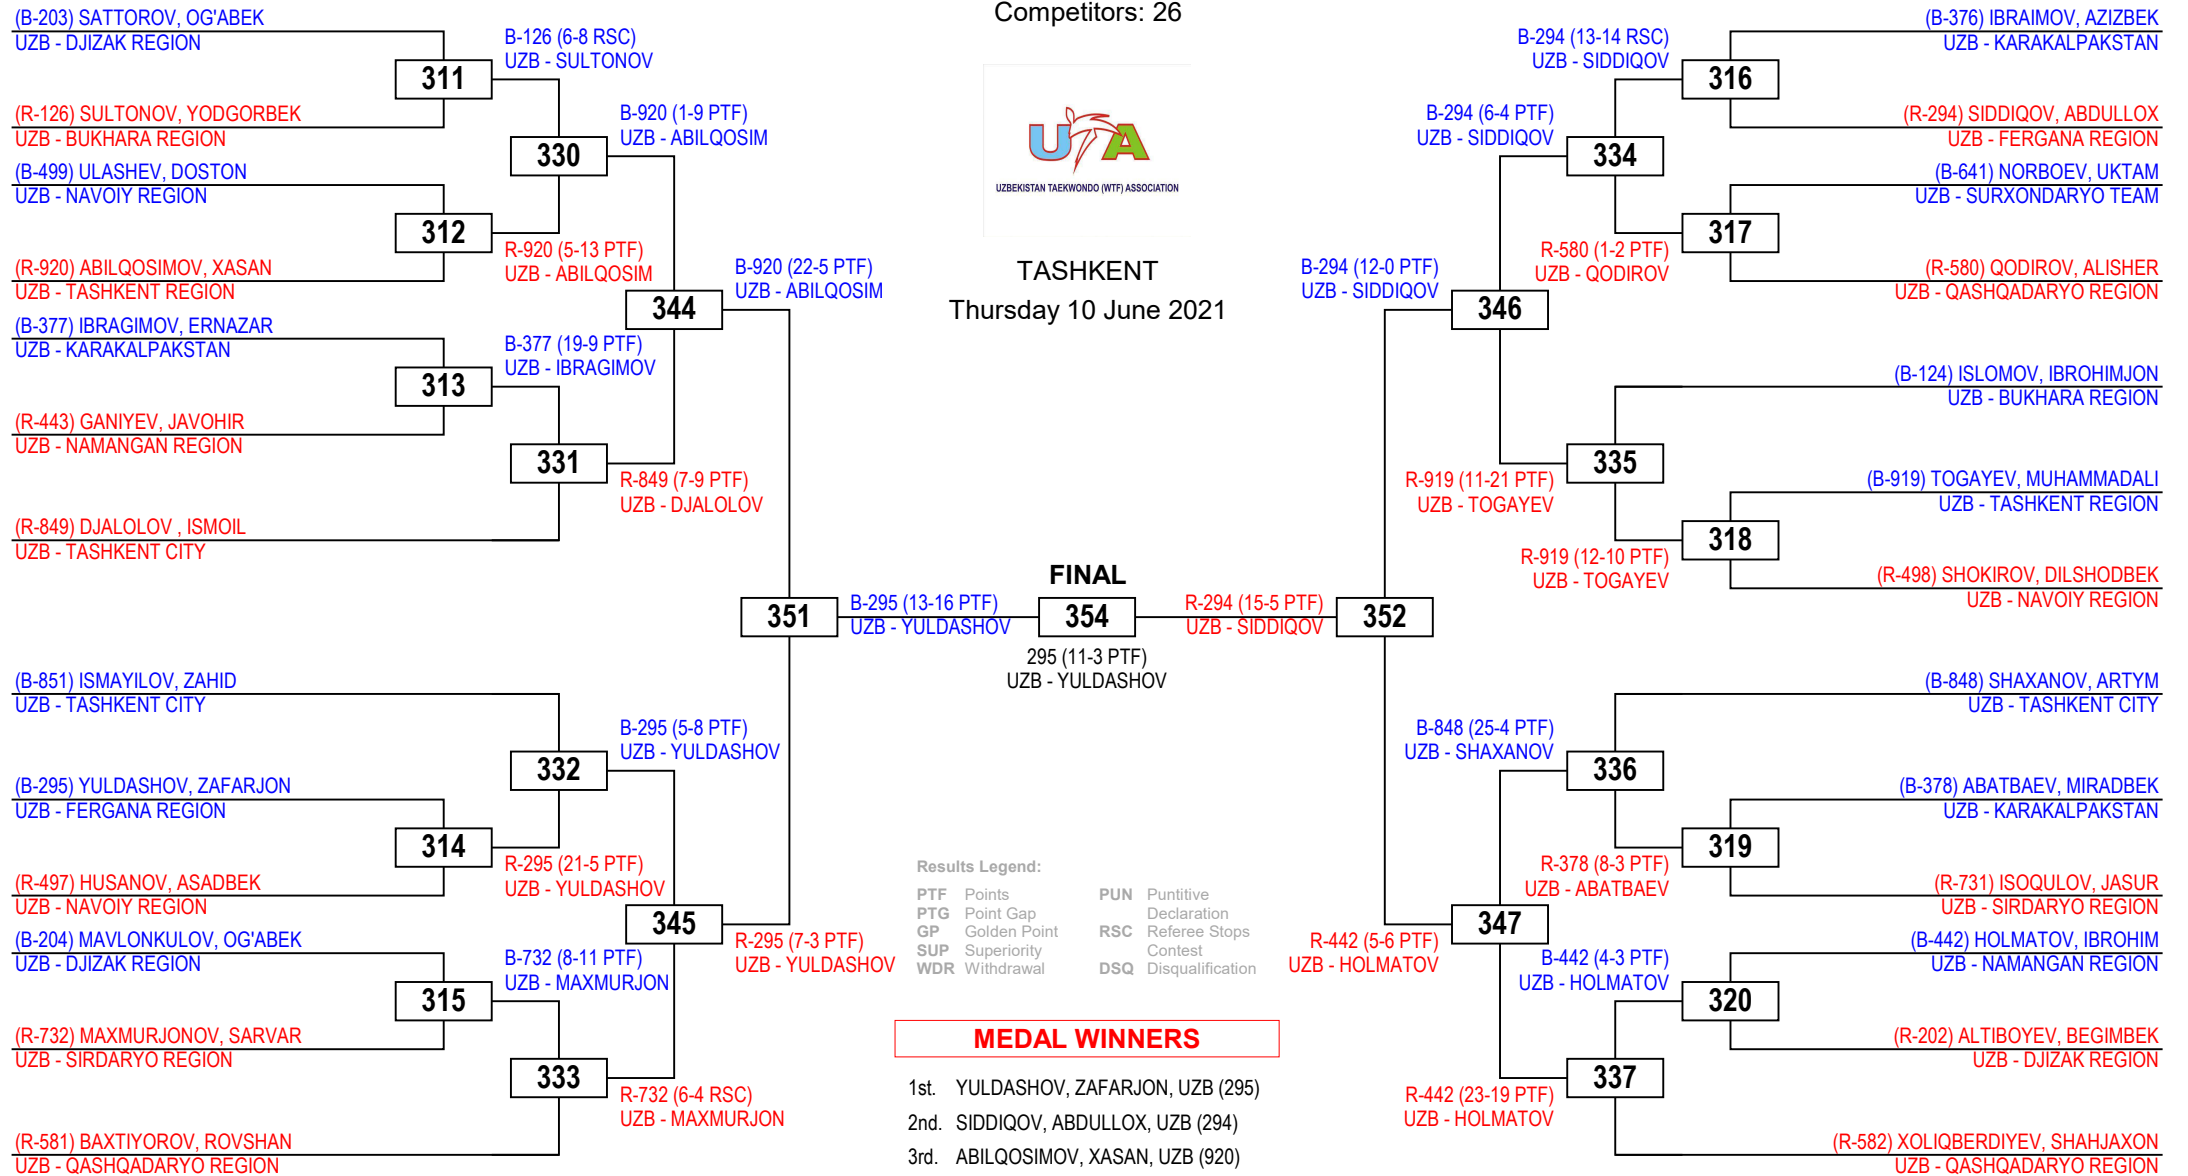 Competitors: 26
UTA
UZBEKISTAN TAEKWONDO (WTF) ASSOCIATION
TASHKENT
Thursday 10 June 2021
(B-203) SATTOROV, OG'ABEK
UZB - DJIZAK REGION
311
(R-126) SULTONOV, YODGORBEK
UZB - BUKHARA REGION
B-126 (6-8 RSC)
UZB - SULTONOV
330
(B-499) ULASHEV, DOSTON
UZB - NAVOIY REGION
312
(R-920) ABILQOSIMOV, XASAN
UZB - TASHKENT REGION
R-920 (5-13 PTF)
UZB - ABILQOSIM
B-920 (1-9 PTF)
UZB - ABILQOSIM
344
(B-377) IBRAGIMOV, ERNAZAR
UZB - KARAKALPAKSTAN
313
(R-443) GANIYEV, JAVOHIR
UZB - NAMANGAN REGION
B-377 (19-9 PTF)
UZB - IBRAGIMOV
331
(R-849) DJALOLOV , ISMOIL
UZB - TASHKENT CITY
R-849 (7-9 PTF)
UZB - DJALOLOV
B-920 (22-5 PTF)
UZB - ABILQOSIM
351
(B-851) ISMAYILOV, ZAHID
UZB - TASHKENT CITY
332
(B-295) YULDASHOV, ZAFARJON
UZB - FERGANA REGION
314
(R-497) HUSANOV, ASADBEK
UZB - NAVOIY REGION
R-295 (21-5 PTF)
UZB - YULDASHOV
B-295 (5-8 PTF)
UZB - YULDASHOV
345
(B-204) MAVLONKULOV, OG'ABEK
UZB - DJIZAK REGION
315
(R-732) MAXMURJONOV, SARVAR
UZB - SIRDARYO REGION
B-732 (8-11 PTF)
UZB - MAXMURJON
333
(R-581) BAXTIYOROV, ROVSHAN
UZB - QASHQADARYO REGION
R-732 (6-4 RSC)
UZB - MAXMURJON
R-295 (7-3 PTF)
UZB - YULDASHOV
B-295 (13-16 PTF)
UZB - YULDASHOV
FINAL
354
295 (11-3 PTF)
UZB - YULDASHOV
R-294 (15-5 PTF)
UZB - SIDDIQOV
352
(B-376) IBRAIMOV, AZIZBEK
UZB - KARAKALPAKSTAN
316
(R-294) SIDDIQOV, ABDULLOX
UZB - FERGANA REGION
B-294 (13-14 RSC)
UZB - SIDDIQOV
334
(B-641) NORBOEV, UKTAM
UZB - SURXONDARYO TEAM
317
(R-580) QODIROV, ALISHER
UZB - QASHQADARYO REGION
R-580 (1-2 PTF)
UZB - QODIROV
B-294 (6-4 PTF)
UZB - SIDDIQOV
346
B-294 (12-0 PTF)
UZB - SIDDIQOV
(B-124) ISLOMOV, IBROHIMJON
UZB - BUKHARA REGION
335
(B-919) TOGAYEV, MUHAMMADALI
UZB - TASHKENT REGION
318
(R-498) SHOKIROV, DILSHODBEK
UZB - NAVOIY REGION
R-919 (12-10 PTF)
UZB - TOGAYEV
R-919 (11-21 PTF)
UZB - TOGAYEV
(B-848) SHAXANOV, ARTYM
UZB - TASHKENT CITY
336
(B-378) ABATBAEV, MIRADBEK
UZB - KARAKALPAKSTAN
319
(R-731) ISOQULOV, JASUR
UZB - SIRDARYO REGION
R-378 (8-3 PTF)
UZB - ABATBAEV
B-848 (25-4 PTF)
UZB - SHAXANOV
347
R-442 (5-6 PTF)
UZB - HOLMATOV
(B-442) HOLMATOV, IBROHIM
UZB - NAMANGAN REGION
320
(R-202) ALTIBOYEV, BEGIMBEK
UZB - DJIZAK REGION
B-442 (4-3 PTF)
UZB - HOLMATOV
337
(R-582) XOLIQBERDIYEV, SHAHJAXON
UZB - QASHQADARYO REGION
R-442 (23-19 PTF)
UZB - HOLMATOV
Results Legend:
PTF Points
PTG Point Gap
GP Golden Point
SUP Superiority
WDR Withdrawal
PUN Puntitive
Declaration
RSC Referee Stops
Contest
DSQ Disqualification
MEDAL WINNERS
1st. YULDASHOV, ZAFARJON, UZB (295)
2nd. SIDDIQOV, ABDULLOX, UZB (294)
3rd. ABILQOSIMOV, XASAN, UZB (920)